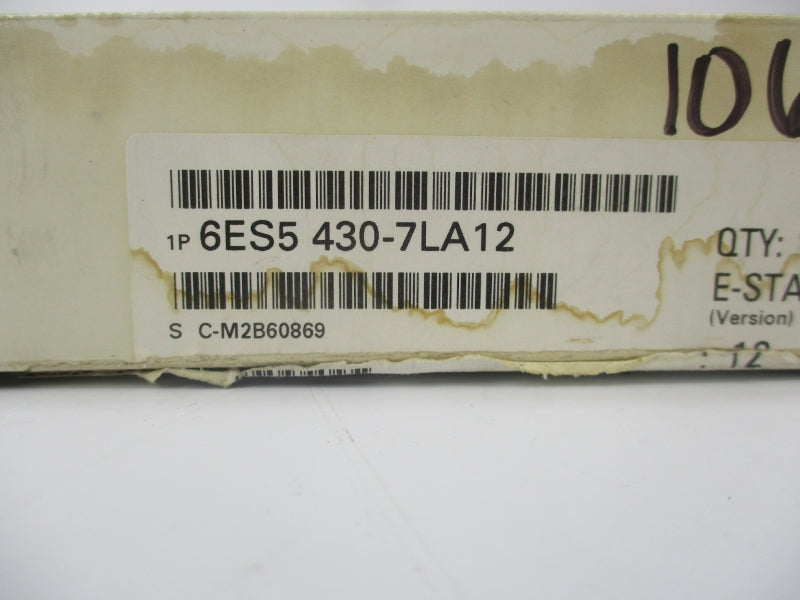 106
1P 6ES5 430-7LA12
QTY:
E-STA
(Version)
S C-M2B60869
: 12